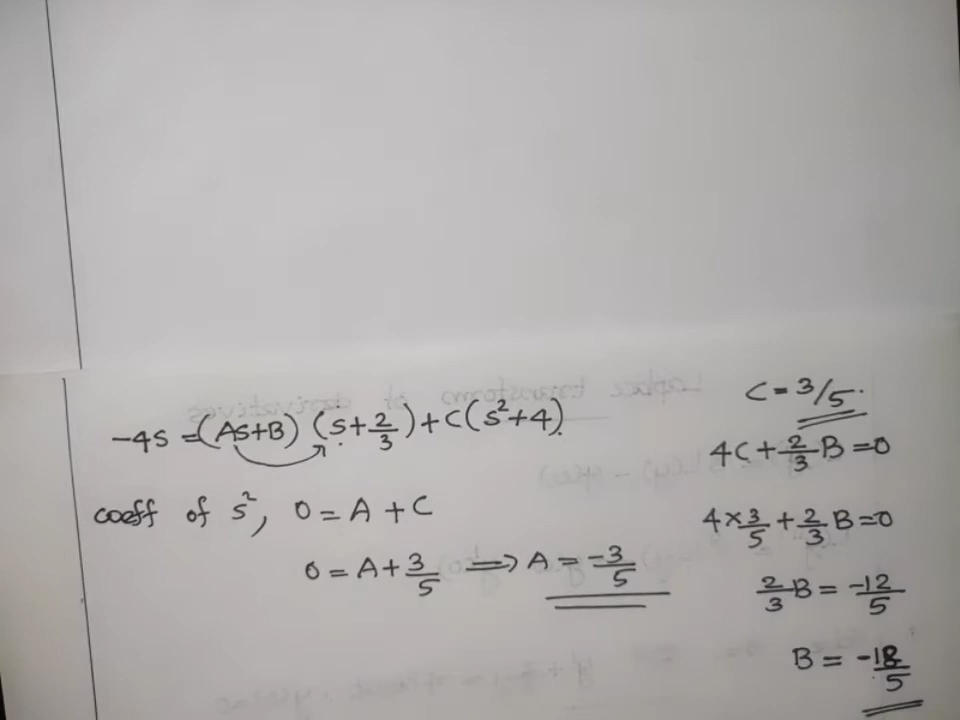 -4s = (As+B) (s+2/3) + C(s²+4)
coeff of s², 0 = A + C
0 = A + 3/5 ⟹ A = -3/5
C = 3/5.
4C + 2/3 B = 0
4×3/5 + 2/3 B = 0
2/3 B = -12/5
B = -18/5